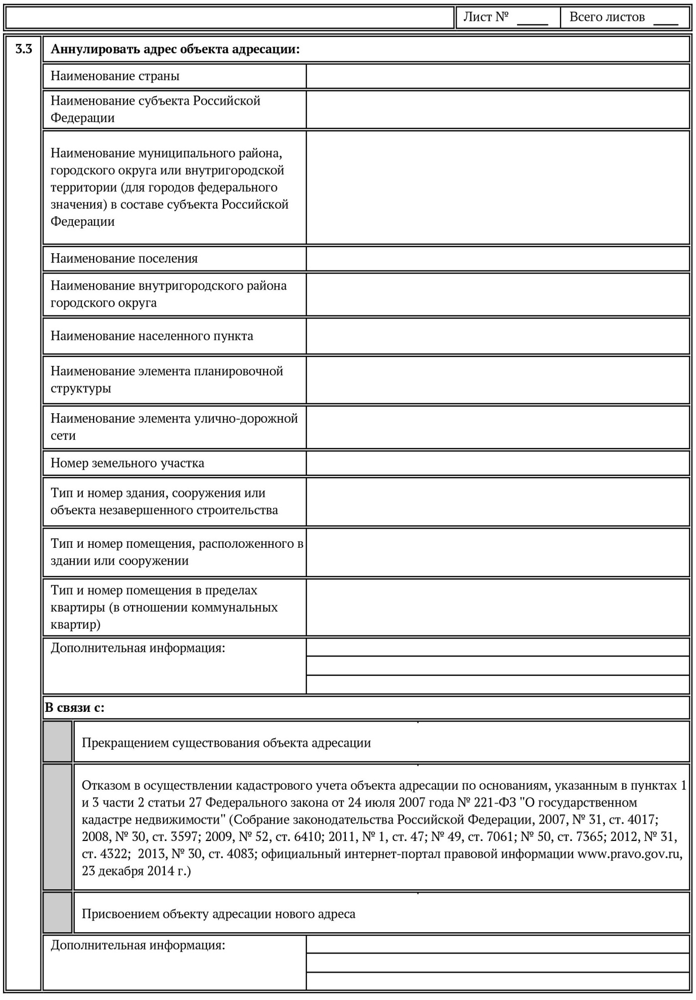 Лист № ____ Всего листов ____
3.3 Аннулировать адрес объекта адресации:
Наименование страны
Наименование субъекта Российской
Федерации
Наименование муниципального района,
городского округа или внутригородской
территории (для городов федерального
значения) в составе субъекта Российской
Федерации
Наименование поселения
Наименование внутригородского района
городского округа
Наименование населенного пункта
Наименование элемента планировочной
структуры
Наименование элемента улично-дорожной
сети
Номер земельного участка
Тип и номер здания, сооружения или
объекта незавершенного строительства
Тип и номер помещения, расположенного в
здании или сооружении
Тип и номер помещения в пределах
квартиры (в отношении коммунальных
квартир)
Дополнительная информация:
В связи с:
Прекращением существования объекта адресации
Отказом в осуществлении кадастрового учета объекта адресации по основаниям, указанным в пунктах 1
и 3 части 2 статьи 27 Федерального закона от 24 июля 2007 года № 221-ФЗ "О государственном
кадастре недвижимости" (Собрание законодательства Российской Федерации, 2007, № 31, ст. 4017;
2008, № 30, ст. 3597; 2009, № 52, ст. 6410; 2011, № 1, ст. 47; № 49, ст. 7061; № 50, ст. 7365; 2012, № 31,
ст. 4322;  2013, № 30, ст. 4083; официальный интернет-портал правовой информации www.pravo.gov.ru,
23 декабря 2014 г.)
Присвоением объекту адресации нового адреса
Дополнительная информация: